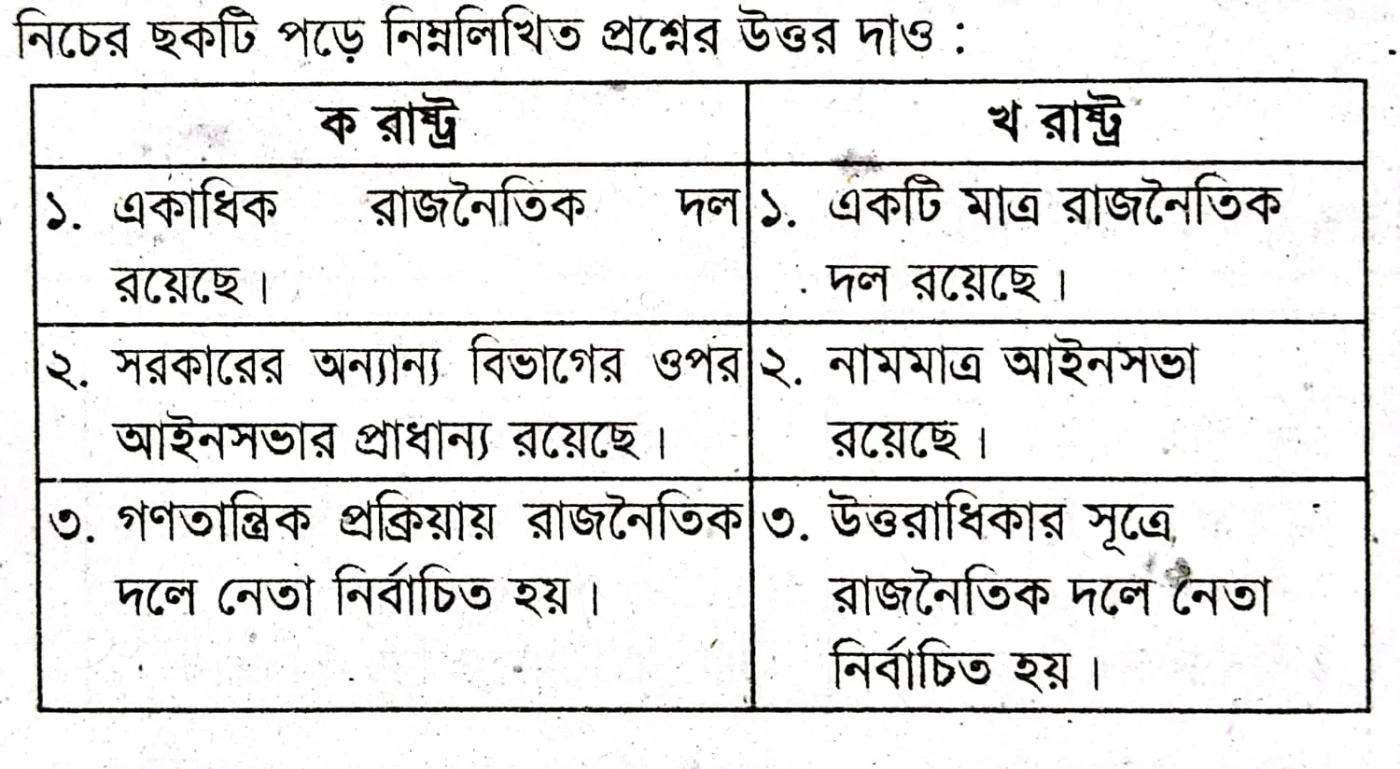 নিচের ছকটি পড়ে নিম্নলিখিত প্রশ্নের উত্তর দাও :
ক রাষ্ট্র
খ রাষ্ট্র
১. একাধিক রাজনৈতিক দল
রয়েছে।
১. একটি মাত্র রাজনৈতিক
দল রয়েছে।
২. সরকারের অন্যান্য বিভাগের ওপর
আইনসভার প্রাধান্য রয়েছে।
২. নামমাত্র আইনসভা
রয়েছে।
৩. গণতান্ত্রিক প্রক্রিয়ায় রাজনৈতিক
দলে নেতা নির্বাচিত হয়।
৩. উত্তরাধিকার সূত্রে
রাজনৈতিক দলে নেতা
নির্বাচিত হয়।